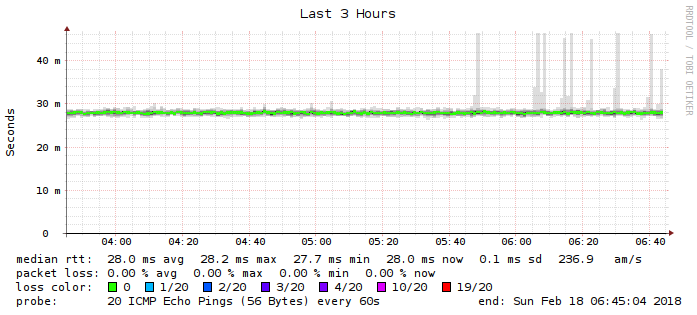 Last 3 Hours
RRDTOOL / TOBI OETIKER
Seconds
40 m
30 m
20 m
10 m
0
04:00 04:20 04:40 05:00 05:20 05:40 06:00 06:20 06:40
median rtt: 28.0 ms avg 28.2 ms max 27.7 ms min 28.0 ms now 0.1 ms sd 236.9 am/s
packet loss: 0.00 % avg 0.00 % max 0.00 % min 0.00 % now
loss color: 0 1/20 2/20 3/20 4/20 10/20 19/20
probe: 20 ICMP Echo Pings (56 Bytes) every 60s end: Sun Feb 18 06:45:04 2018